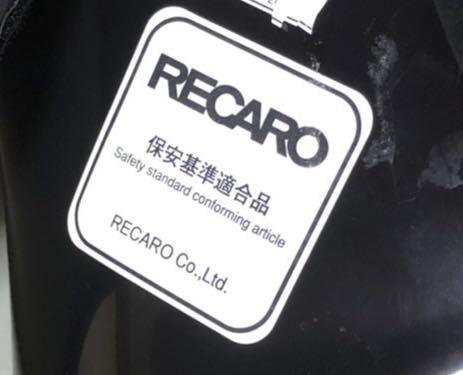 RECARO
保安基準適合品
Safety standard conforming article
RECARO Co.,Ltd.